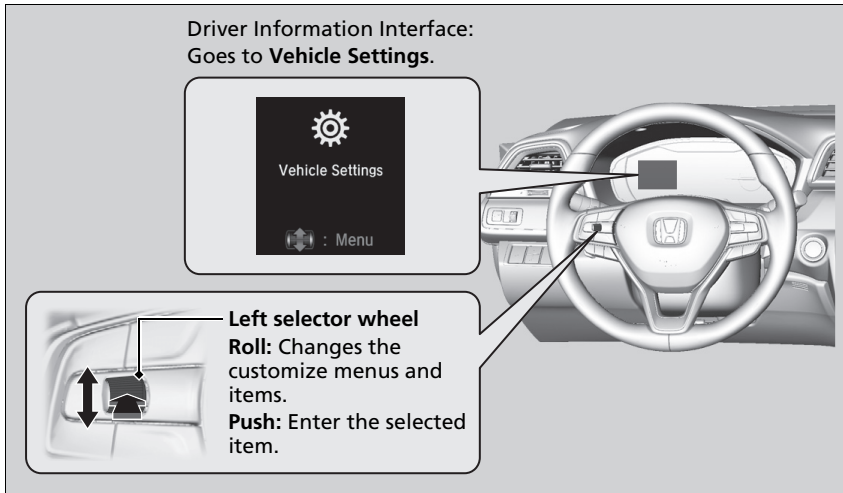 Driver Information Interface:
Goes to Vehicle Settings.
Vehicle Settings
: Menu
Left selector wheel
Roll: Changes the
customize menus and
items.
Push: Enter the selected
item.